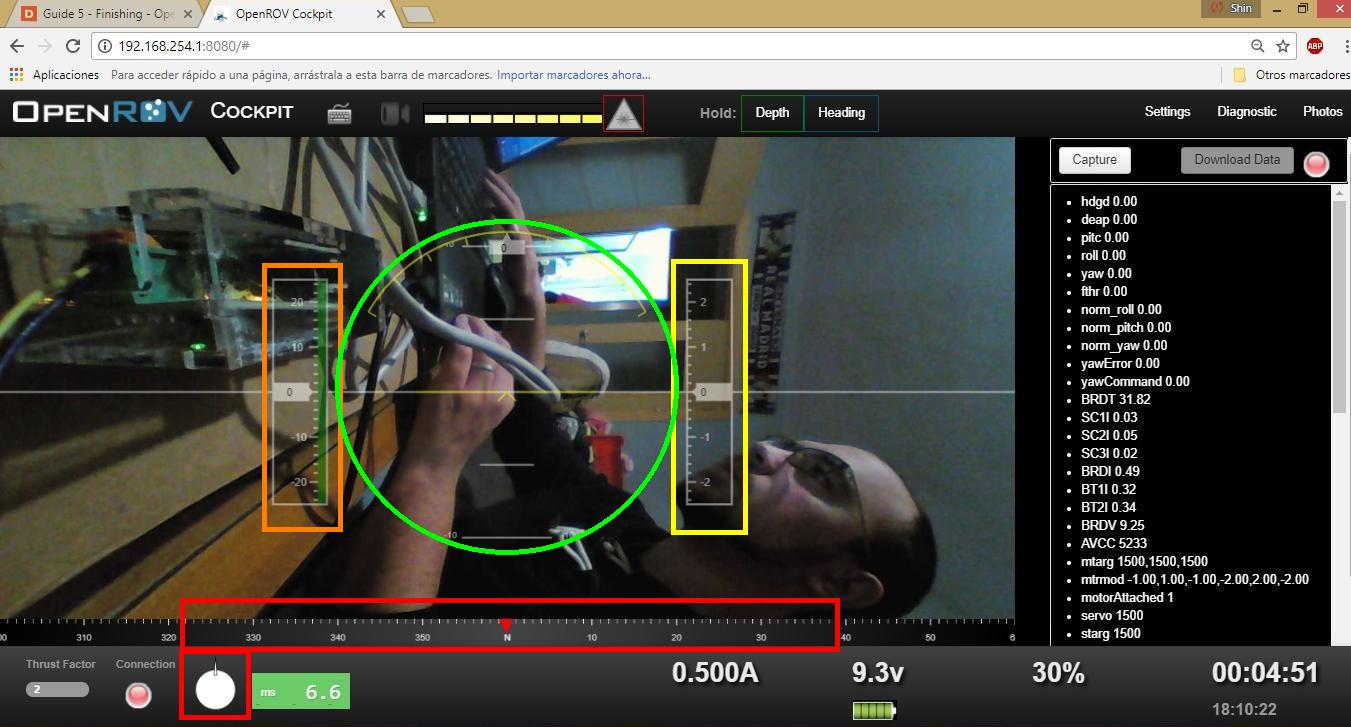 Guide 5 - Finishing - Ope
OpenROV Cockpit
Shin
192.168.254.1:8080/#
ABP
Aplicaciones Para acceder rápido a una página, arrástrala a esta barra de marcadores. Importar marcadores ahora... Otros marcadores
OPENROV COCKPIT
Hold: Depth Heading
Settings Diagnostic Photos
Capture Download Data
hdgd 0.00
deap 0.00
pitc 0.00
roll 0.00
yaw 0.00
fthr 0.00
norm_roll 0.00
norm_pitch 0.00
norm_yaw 0.00
yawError 0.00
yawCommand 0.00
BRDT 31.82
SC1I 0.03
SC2I 0.05
SC3I 0.02
BRDI 0.49
BT1I 0.32
BT2I 0.34
BRDV 9.25
AVCC 5233
mtarg 1500,1500,1500
mtrmod -1.00,1.00,-1.00,-2.00,2.00,-2.00
motorAttached 1
servo 1500
starg 1500
20
10
0
-10
-20
0
-10
2
1
0
-1
-2
REAL MADRID
310 320 330 340 350 N 10 20 30 40 50
Thrust Factor
2
Connection
ms 6.6
0.500A
9.3v
30%
00:04:51
18:10:22